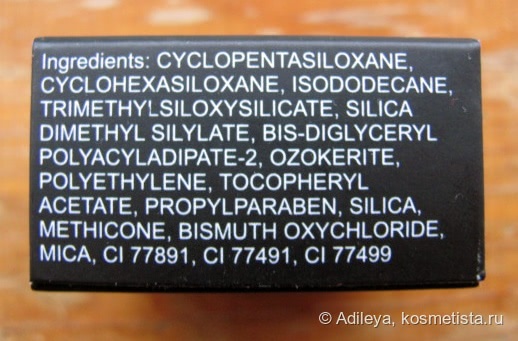 Ingredients: CYCLOPENTASILOXANE,
CYCLOHEXASILOXANE, ISODODECANE,
TRIMETHYLSILOXYSILICATE, SILICA
DIMETHYL SILYLATE, BIS-DIGLYCERYL
POLYACYLADIPATE-2, OZOKERITE,
POLYETHYLENE, TOCOPHERYL
ACETATE, PROPYLPARABEN, SILICA,
METHICONE, BISMUTH OXYCHLORIDE,
MICA, CI 77891, CI 77491, CI 77499
© Adileya, kosmetista.ru